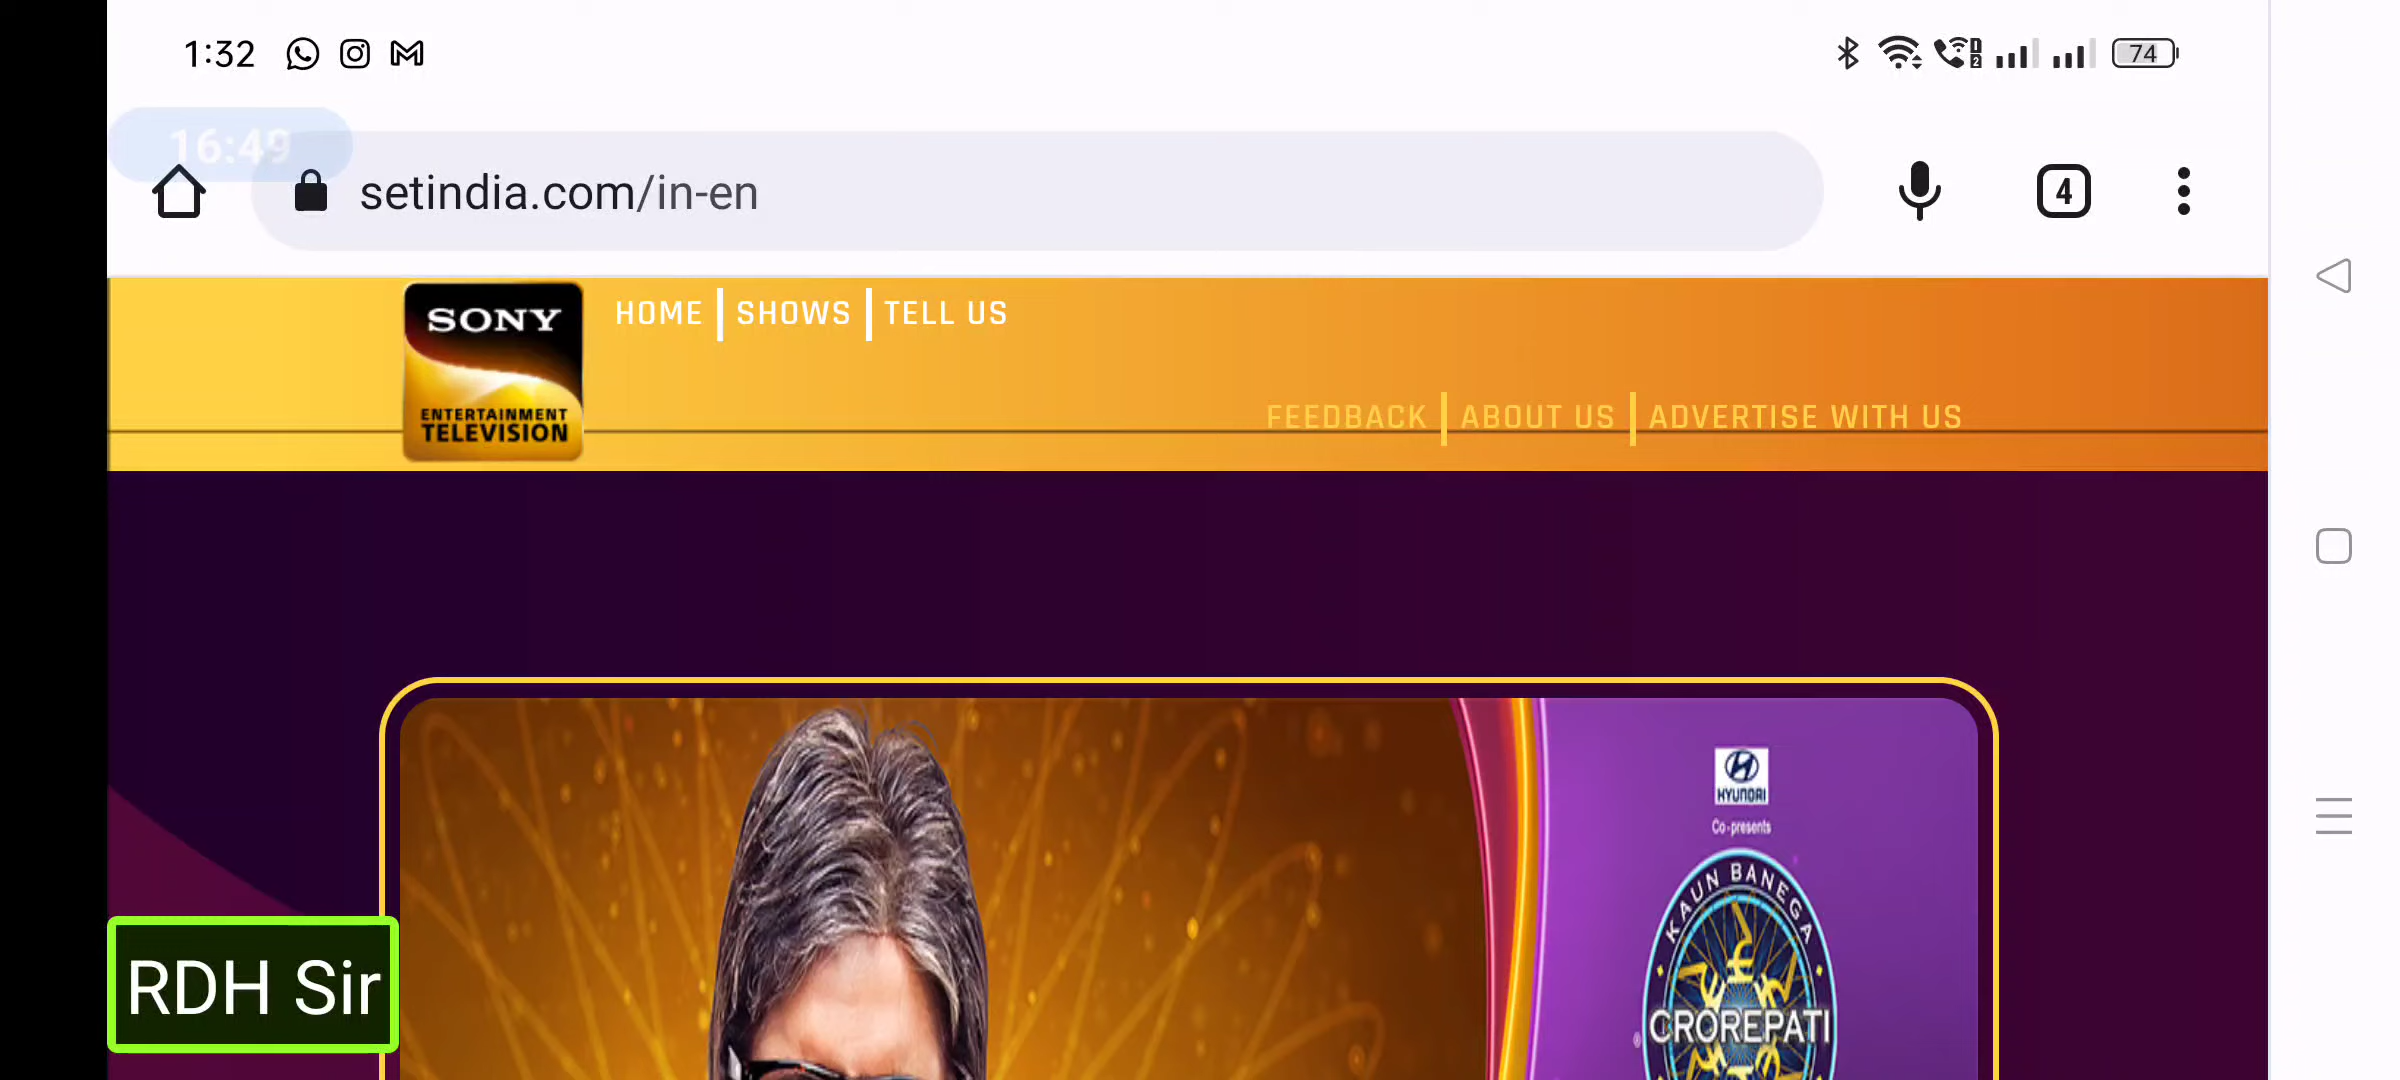 1:32
74
16:49
setindia.com/in-en
4
SONY
ENTERTAINMENT
TELEVISION
HOME | SHOWS | TELL US
FEEDBACK | ABOUT US | ADVERTISE WITH US
HYUNDAI
Co-presents
KAUN BANEGA
CROREPATI
RDH Sir